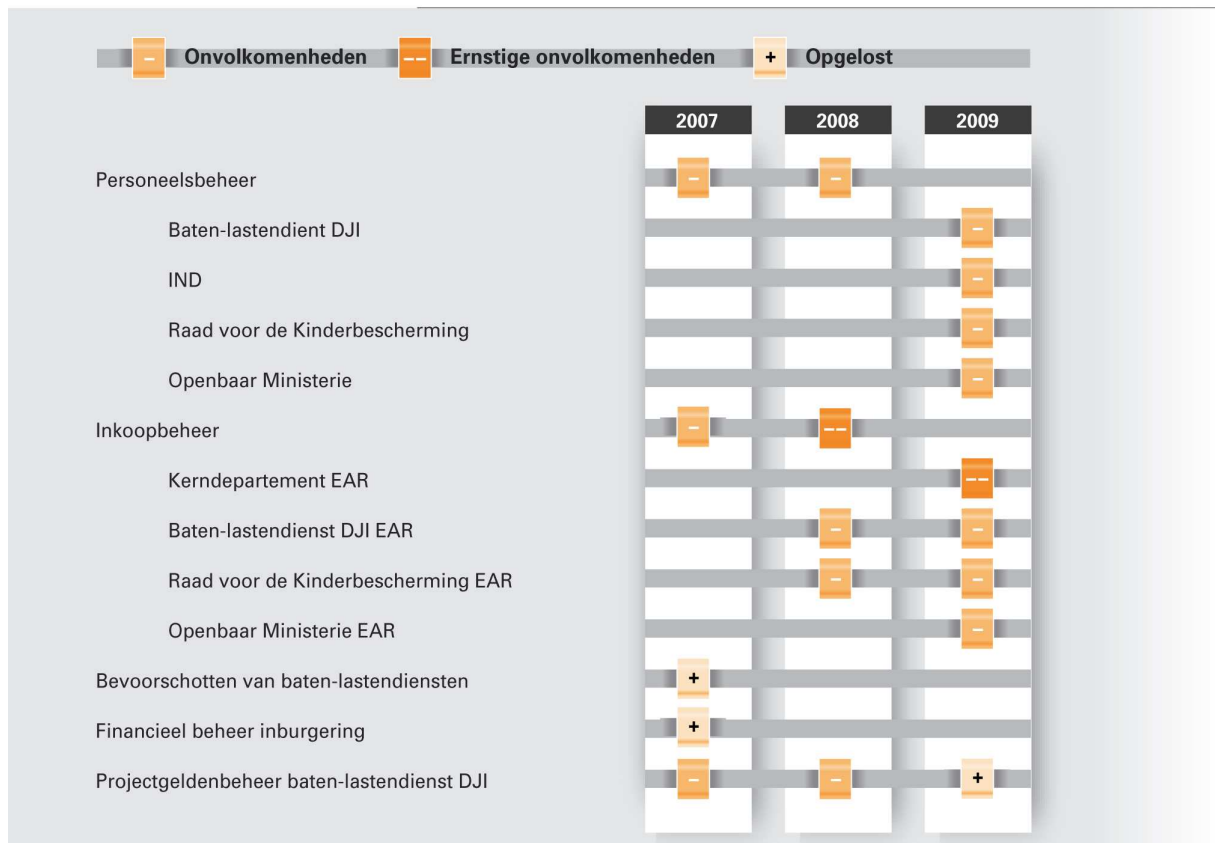 – Onvolkomenheden –– Ernstige onvolkomenheden + Opgelost
2007 2008 2009
Personeelsbeheer – –
Baten-lastendient DJI –
IND –
Raad voor de Kinderbescherming –
Openbaar Ministerie –
Inkoopbeheer – ––
Kerndepartement EAR ––
Baten-lastendienst DJI EAR – –
Raad voor de Kinderbescherming EAR – –
Openbaar Ministerie EAR –
Bevoorschotten van baten-lastendiensten +
Financieel beheer inburgering +
Projectgeldenbeheer baten-lastendienst DJI – – +